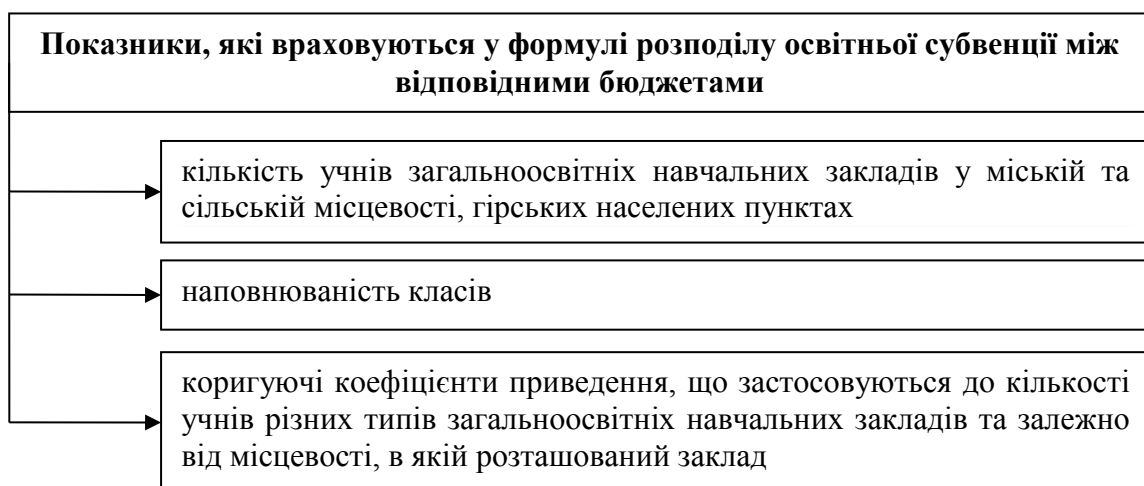 Показники, які враховуються у формулі розподілу освітньої субвенції між
відповідними бюджетами
кількість учнів загальноосвітніх навчальних закладів у міській та
сільській місцевості, гірських населених пунктах
наповнюваність класів
коригуючі коефіцієнти приведення, що застосовуються до кількості
учнів різних типів загальноосвітніх навчальних закладів та залежно
від місцевості, в якій розташований заклад